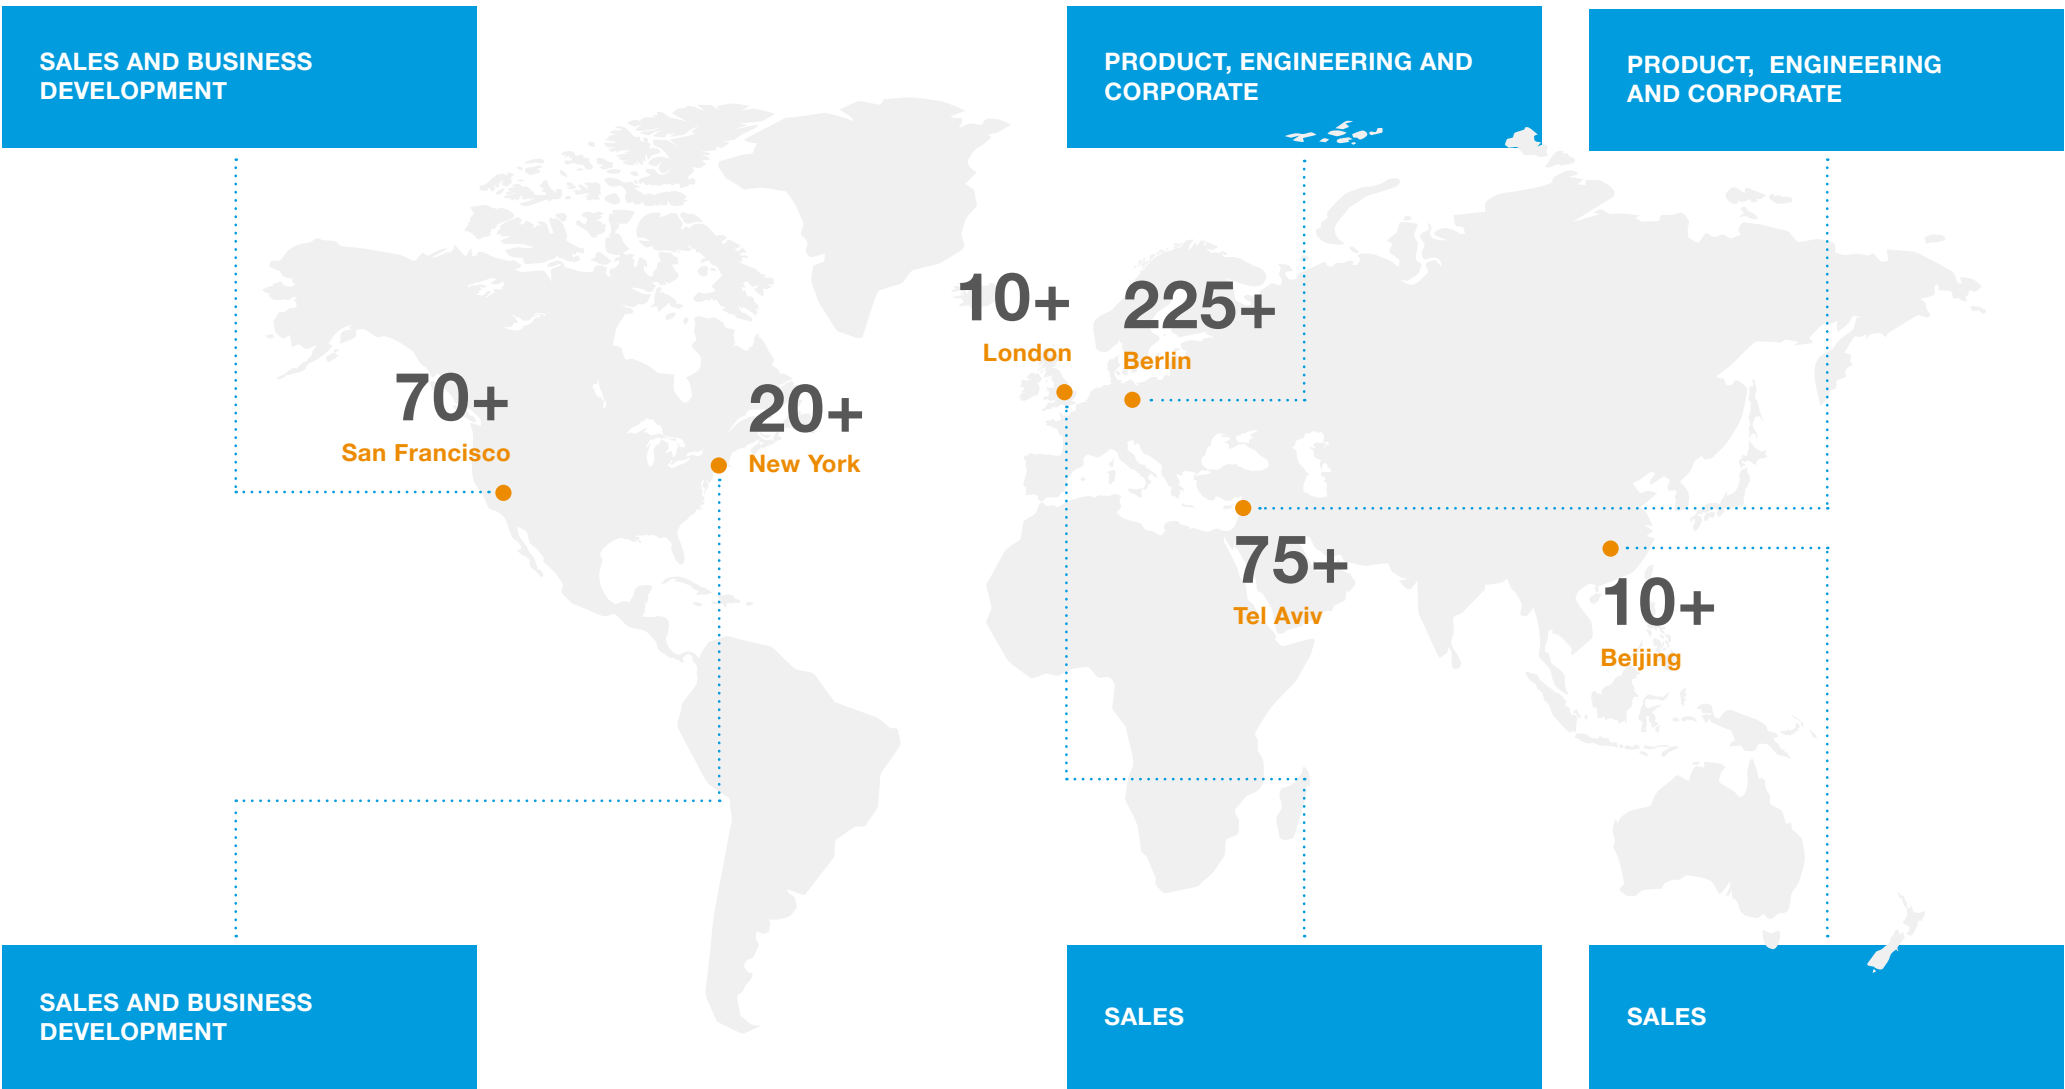 SALES AND BUSINESS
DEVELOPMENT
PRODUCT, ENGINEERING AND
CORPORATE
PRODUCT, ENGINEERING
AND CORPORATE
10+
London
225+
Berlin
70+
San Francisco
20+
New York
75+
Tel Aviv
10+
Beijing
SALES AND BUSINESS
DEVELOPMENT
SALES
SALES